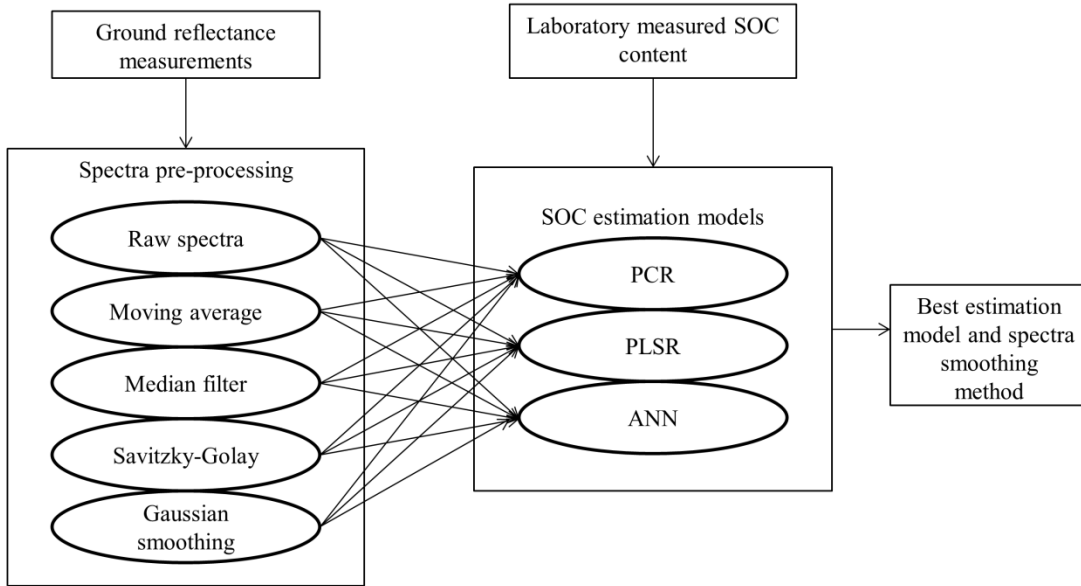 Ground reflectance
measurements
Laboratory measured SOC
content
Spectra pre-processing
Raw spectra
Moving average
Median filter
Savitzky-Golay
Gaussian
smoothing
SOC estimation models
PCR
PLSR
ANN
Best estimation
model and spectra
smoothing
method